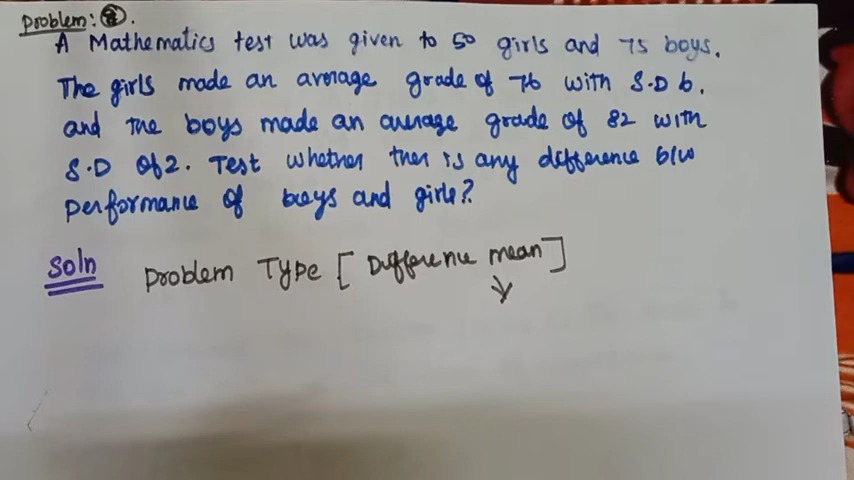 Problem: 8.
A Mathematics test was given to 50 girls and 75 boys.
The girls made an average grade of 76 with S.D 6.
and the boys made an average grade of 82 with
S.D of 2. Test whether ther is any difference b/w
performance of boys and girls?
Soln Problem Type [ Difference mean ]